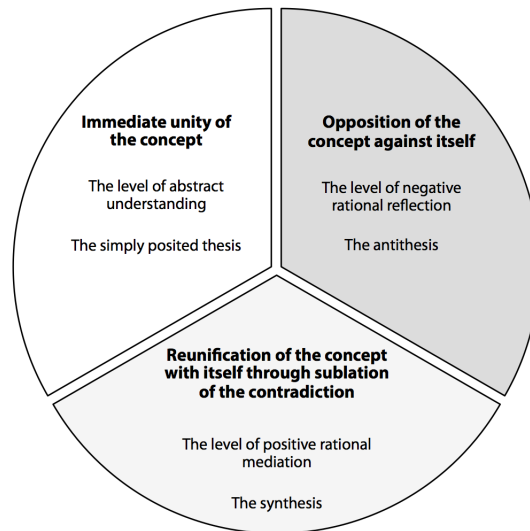 Immediate unity of
the concept
The level of abstract
understanding
The simply posited thesis
Opposition of the
concept against itself
The level of negative
rational reflection
The antithesis
Reunification of the concept
with itself through sublation
of the contradiction
The level of positive rational
mediation
The synthesis